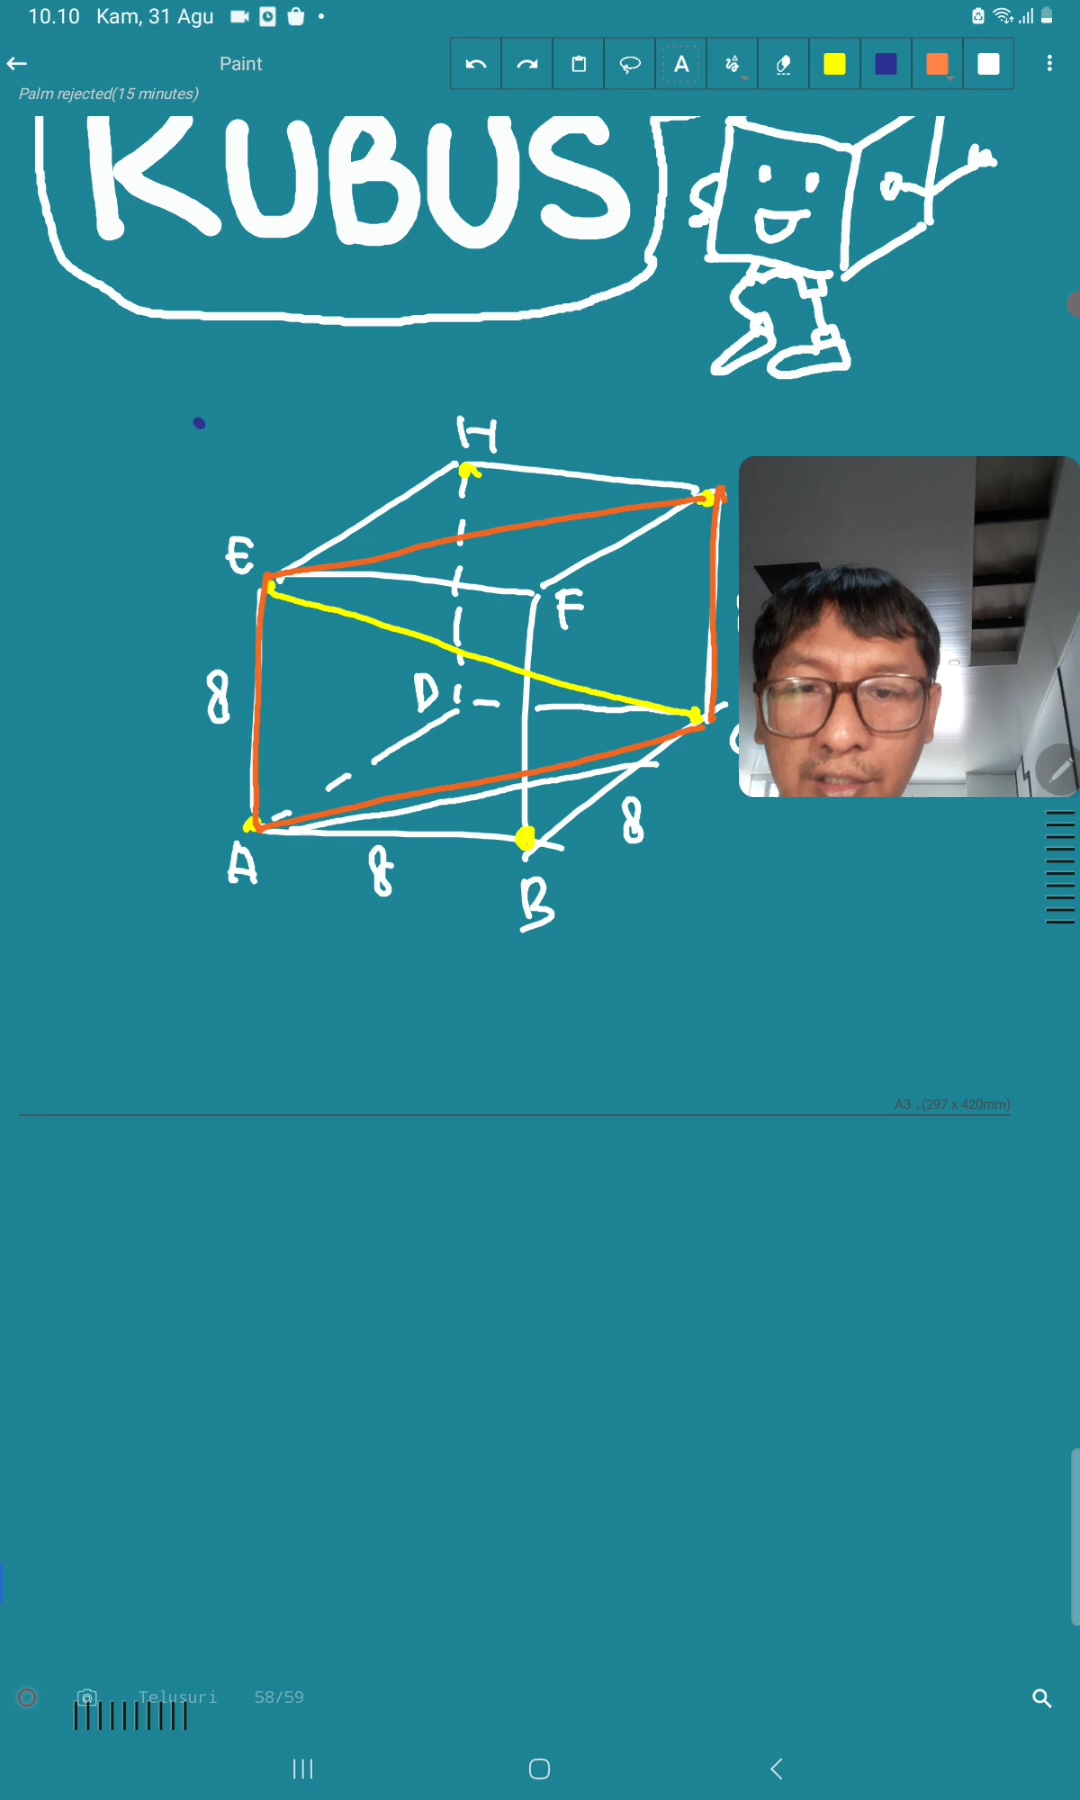 10.10 Kam, 31 Agu
Paint
A
Palm rejected(15 minutes)
KUBUS
H
E
F
8
D
8
A
8
B
A3 ↓(297 x 420mm)
Telusuri 58/59